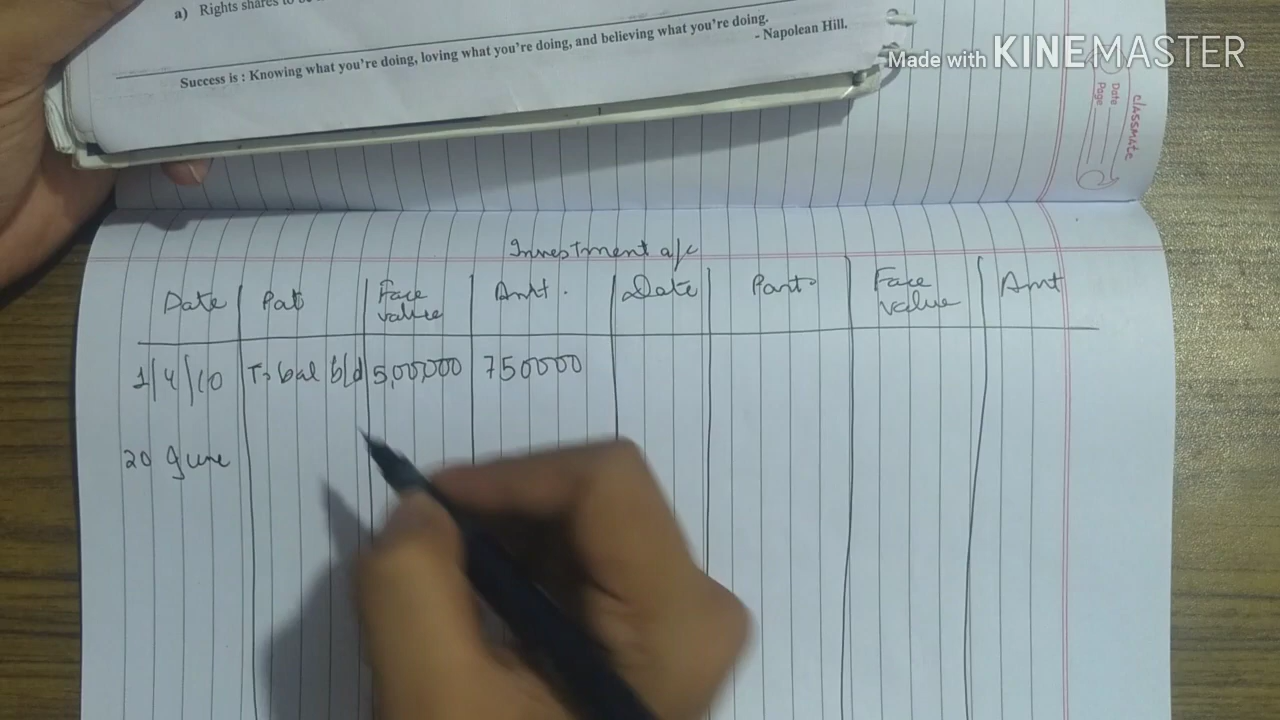 a) Rights shares to be
Success is : Knowing what you're doing, loving what you're doing, and believing what you're doing.
- Napolean Hill.
Made with KINEMASTER
classmate
Date
Page
Investment a/c
Date Pat Face value Amt. Date Part Face value Amt
1/4/10 To bal b/d 5,00,000 750000
20 June